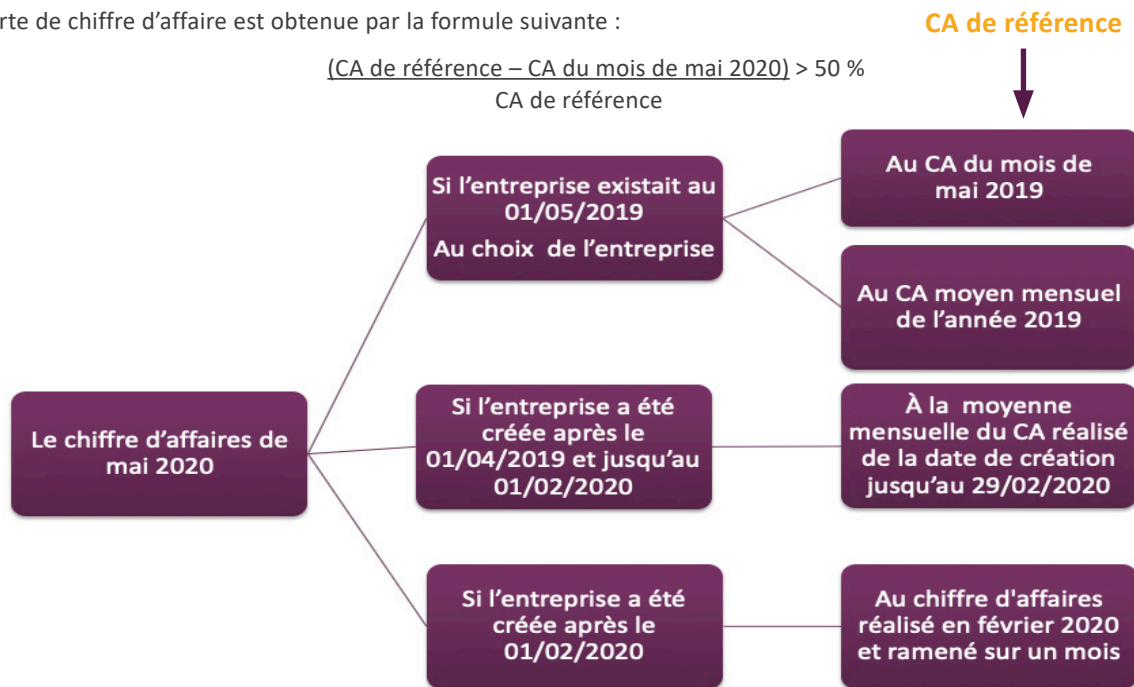 rte de chiffre d’affaire est obtenue par la formule suivante :
CA de référence
(CA de référence – CA du mois de mai 2020) > 50 %
CA de référence
Le chiffre d’affaires de
mai 2020
Si l’entreprise existait au
01/05/2019
Au choix de l’entreprise
Au CA du mois de
mai 2019
Au CA moyen mensuel
de l’année 2019
Si l’entreprise a été
créée après le
01/04/2019 et jusqu’au
01/02/2020
À la moyenne
mensuelle du CA réalisé
de la date de création
jusqu’au 29/02/2020
Si l’entreprise a été
créée après le
01/02/2020
Au chiffre d'affaires
réalisé en février 2020
et ramené sur un mois